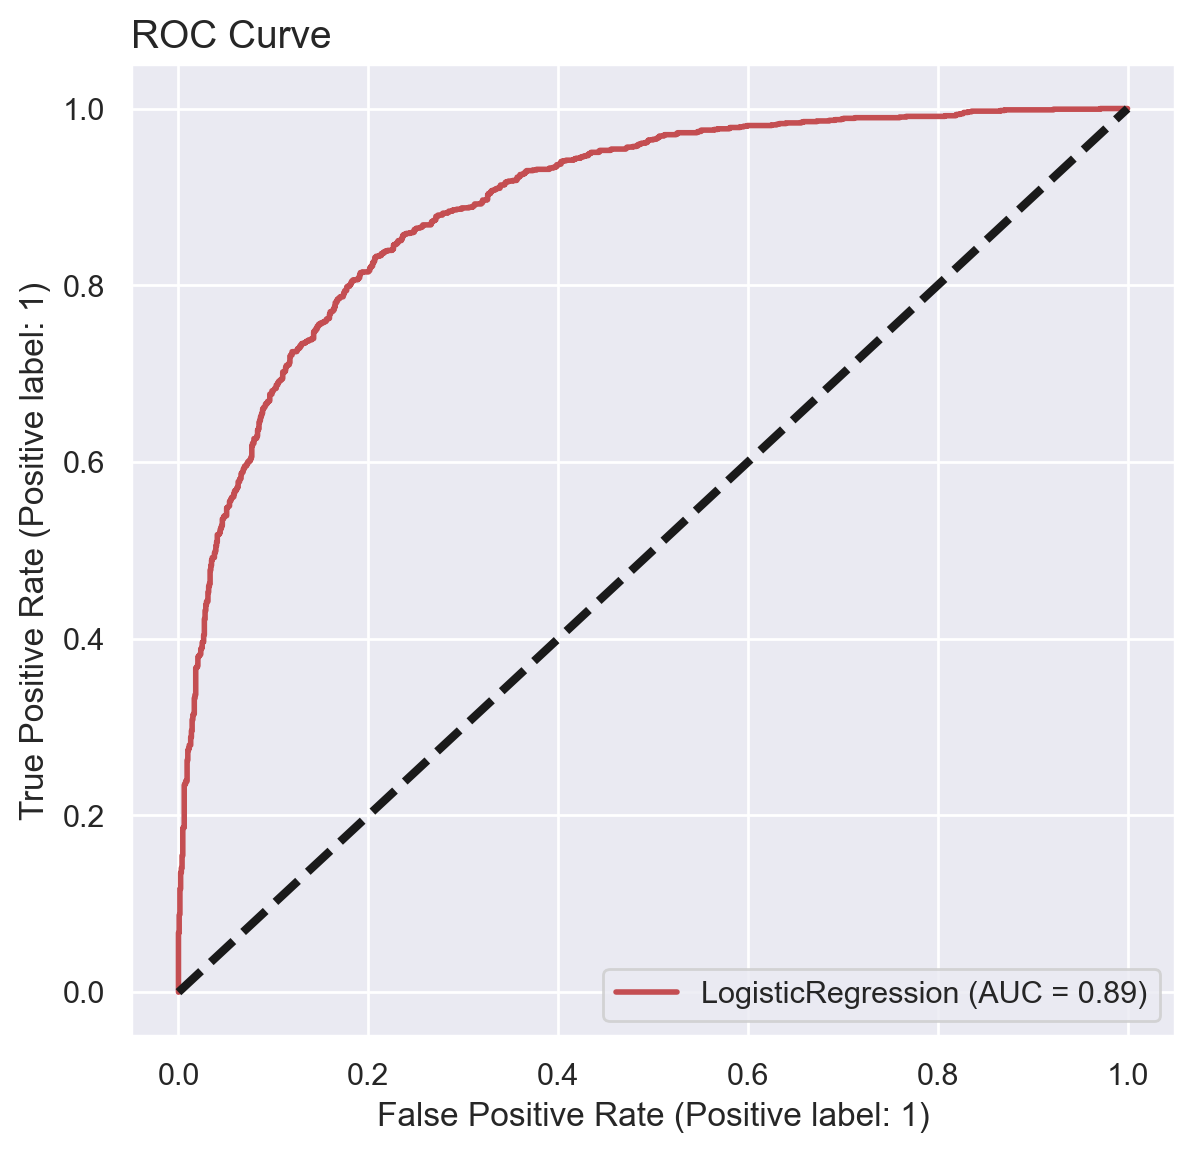 ROC Curve
True Positive Rate (Positive label: 1)
1.0
0.8
0.6
0.4
0.2
0.0
LogisticRegression (AUC = 0.89)
0.0 0.2 0.4 0.6 0.8 1.0
False Positive Rate (Positive label: 1)